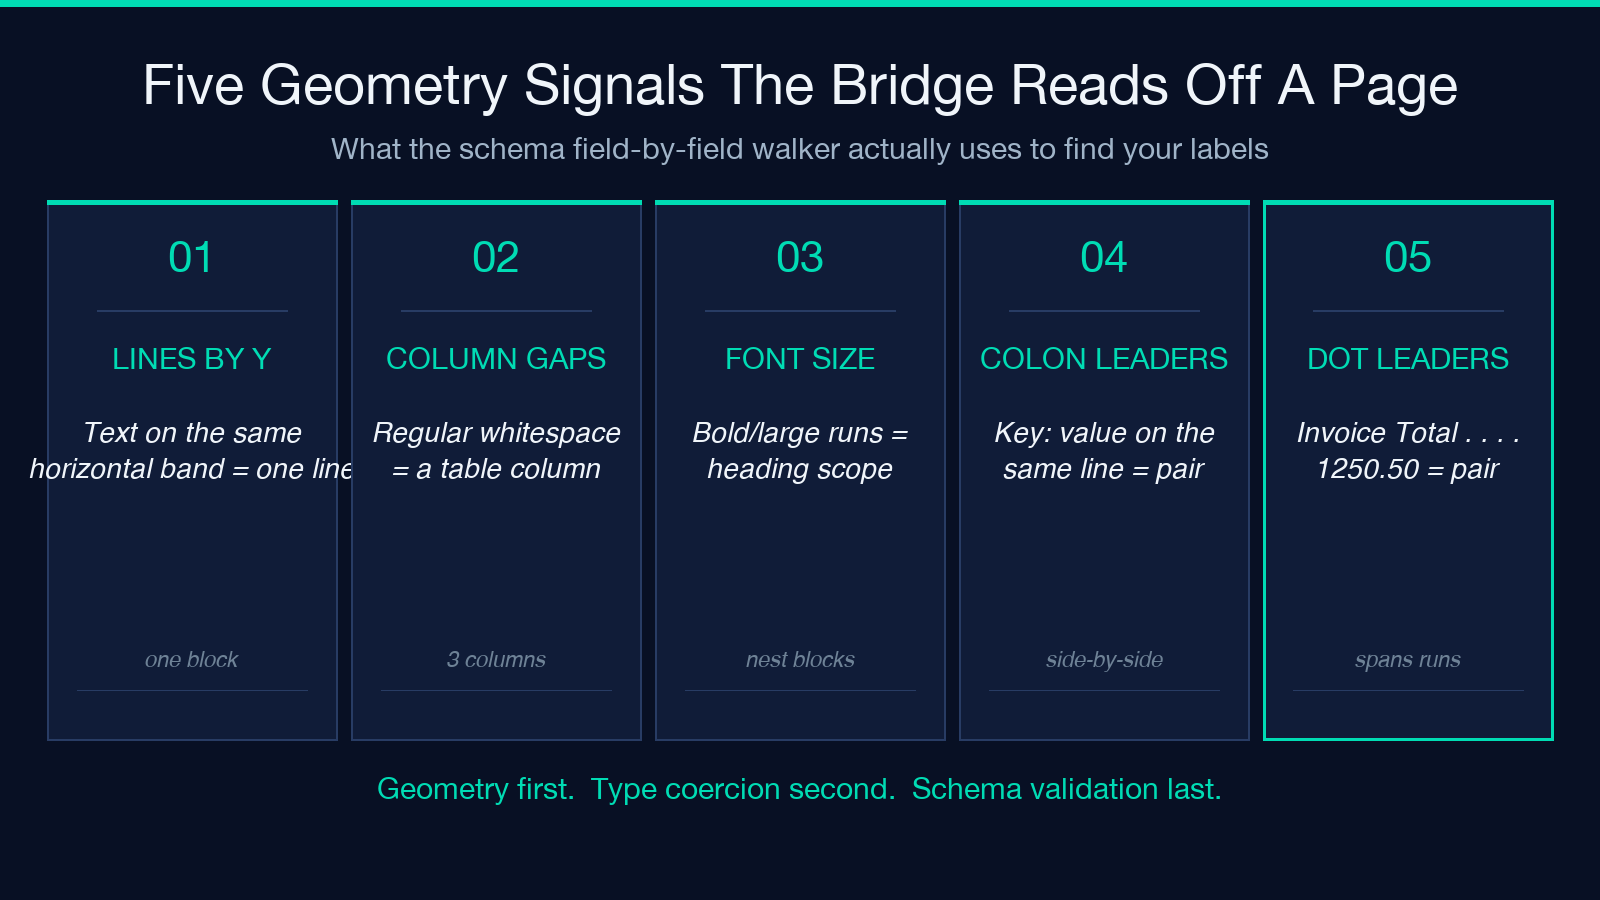 Five Geometry Signals The Bridge Reads Off A Page
What the schema field-by-field walker actually uses to find your labels
01
LINES BY Y
Text on the same
horizontal band = one line
one block
02
COLUMN GAPS
Regular whitespace
= a table column
3 columns
03
FONT SIZE
Bold/large runs =
heading scope
nest blocks
04
COLON LEADERS
Key: value on the
same line = pair
side-by-side
05
DOT LEADERS
Invoice Total . . . .
1250.50 = pair
spans runs
Geometry first.  Type coercion second.  Schema validation last.